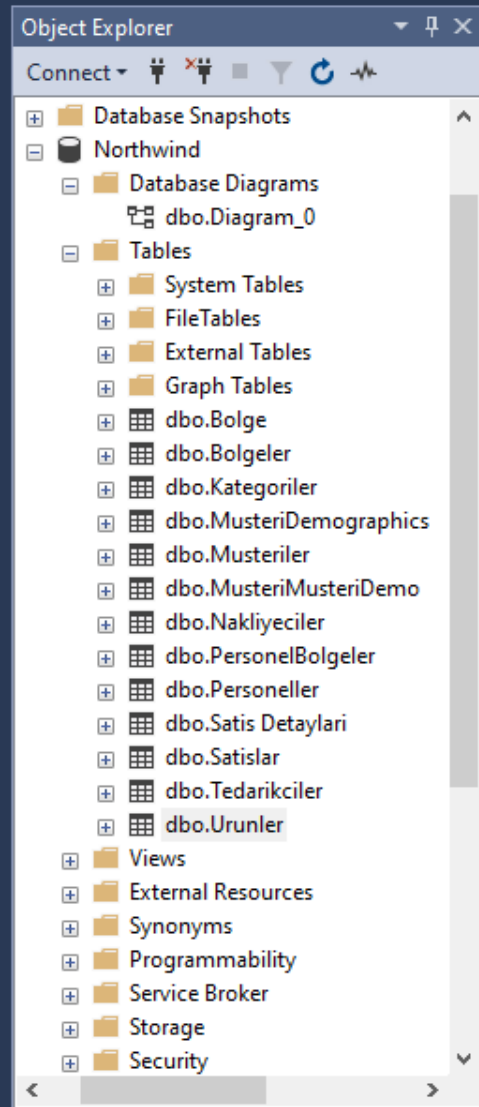 Object Explorer
Connect
Database Snapshots
Northwind
Database Diagrams
dbo.Diagram_0
Tables
System Tables
FileTables
External Tables
Graph Tables
dbo.Bolge
dbo.Bolgeler
dbo.Kategoriler
dbo.MusteriDemographics
dbo.Musteriler
dbo.MusteriMusteriDemo
dbo.Nakliyeciler
dbo.PersonelBolgeler
dbo.Personeller
dbo.Satis Detaylari
dbo.Satislar
dbo.Tedarikciler
dbo.Urunler
Views
External Resources
Synonyms
Programmability
Service Broker
Storage
Security